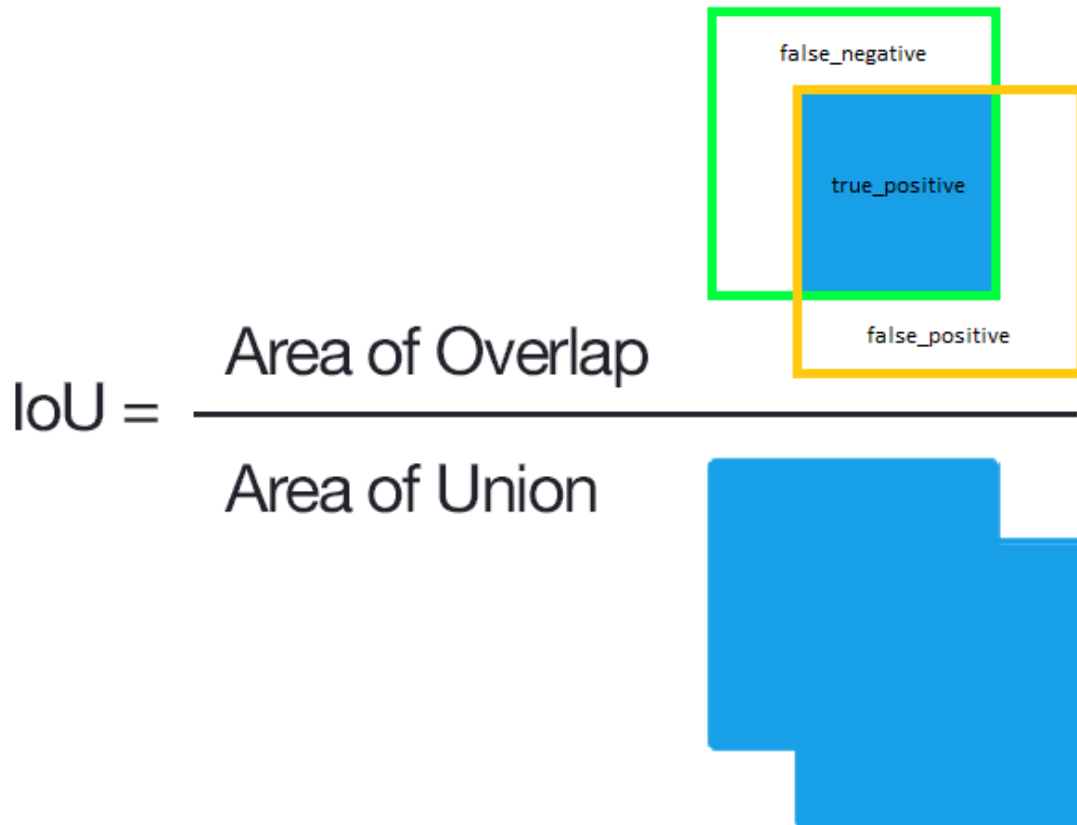 false_negative
true_positive
false_positive
Area of Overlap
IoU =
Area of Union